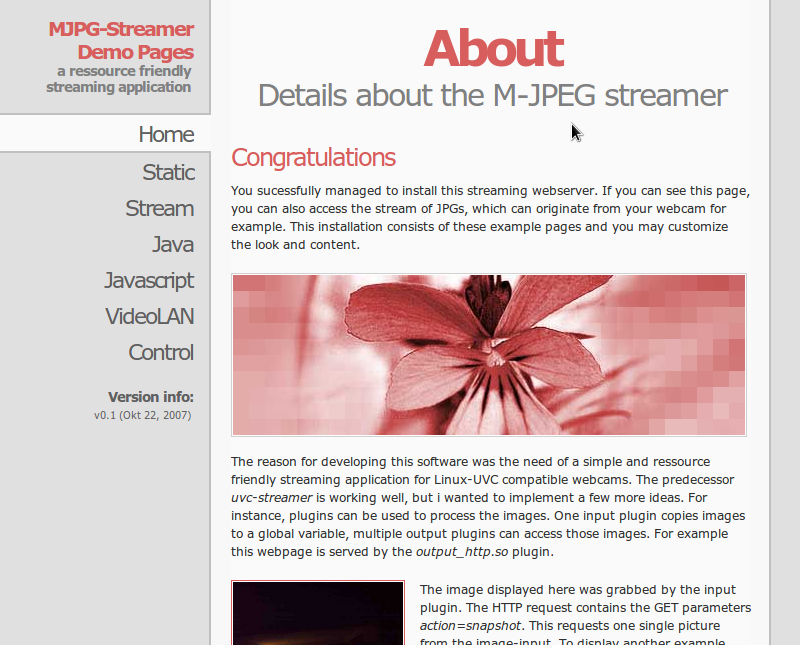 MJPG-Streamer
Demo Pages
a ressource friendly
streaming application
Home
Static
Stream
Java
Javascript
VideoLAN
Control
Version info:
v0.1 (Okt 22, 2007)
About
Details about the M-JPEG streamer
Congratulations
You sucessfully managed to install this streaming webserver. If you can see this page,
you can also access the stream of JPGs, which can originate from your webcam for
example. This installation consists of these example pages and you may customize
the look and content.
The reason for developing this software was the need of a simple and ressource
friendly streaming application for Linux-UVC compatible webcams. The predecessor
uvc-streamer is working well, but i wanted to implement a few more ideas. For
instance, plugins can be used to process the images. One input plugin copies images
to a global variable, multiple output plugins can access those images. For example
this webpage is served by the output_http.so plugin.
The image displayed here was grabbed by the input
plugin. The HTTP request contains the GET parameters
action=snapshot. This requests one single picture
from the image-input. To display another example